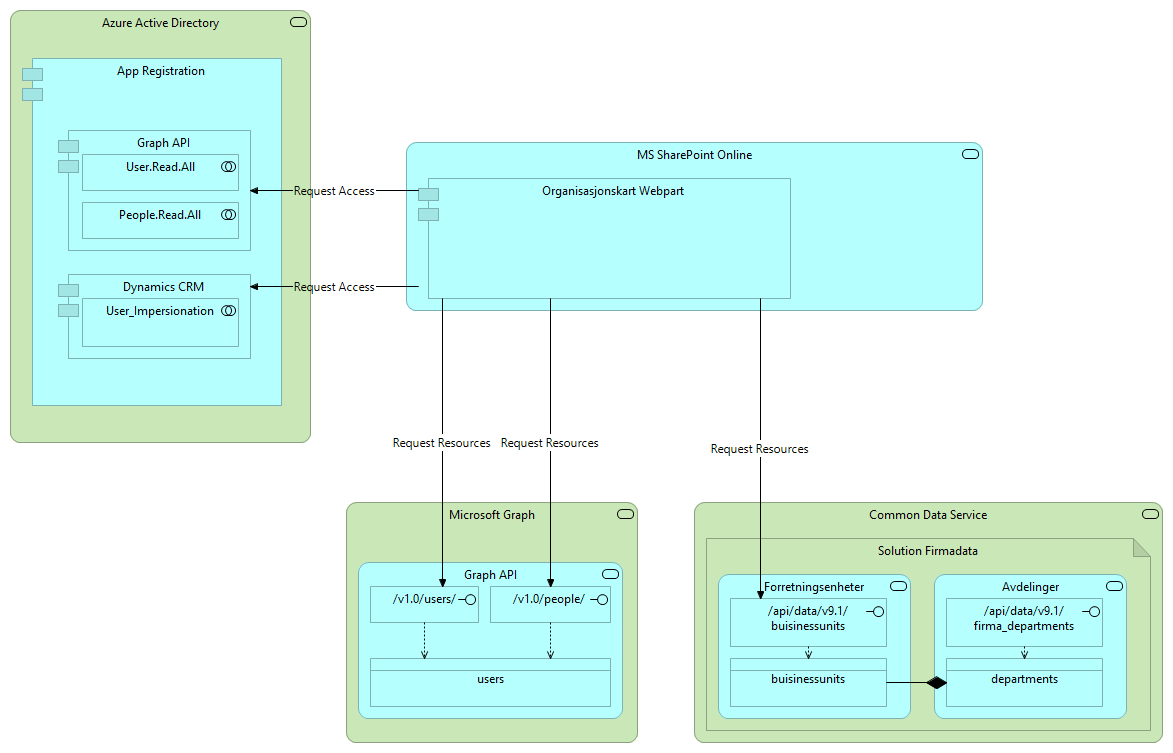 Azure Active Directory
App Registration
Graph API
User.Read.All
People.Read.All
Dynamics CRM
User_Impersionation
Request Access
Request Access
MS SharePoint Online
Organisasjonskart Webpart
Request Resources
Request Resources
Request Resources
Microsoft Graph
Graph API
/v1.0/users/
/v1.0/people/
users
Common Data Service
Solution Firmadata
Forretningsenheter
/api/data/v9.1/
buisinessunits
buisinessunits
Avdelinger
/api/data/v9.1/
firma_departments
departments